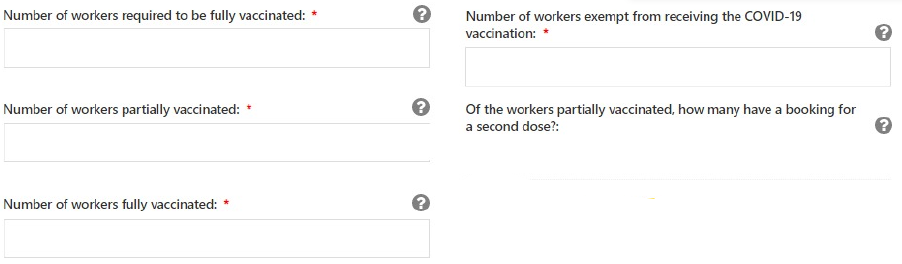 Number of workers required to be fully vaccinated: * ?
Number of workers exempt from receiving the COVID-19
vaccination: * ?
Number of workers partially vaccinated: * ?
Of the workers partially vaccinated, how many have a booking for
a second dose?: ?
Number of workers fully vaccinated: * ?